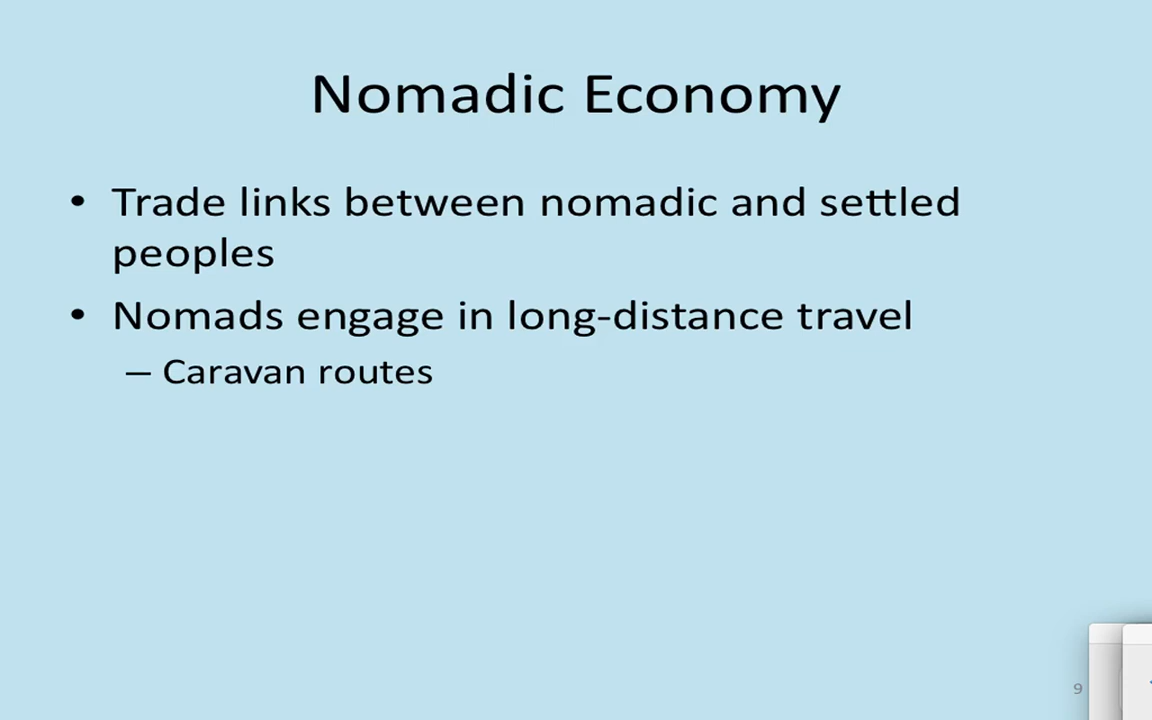 Nomadic Economy
• Trade links between nomadic and settled
peoples
• Nomads engage in long-distance travel
– Caravan routes
9